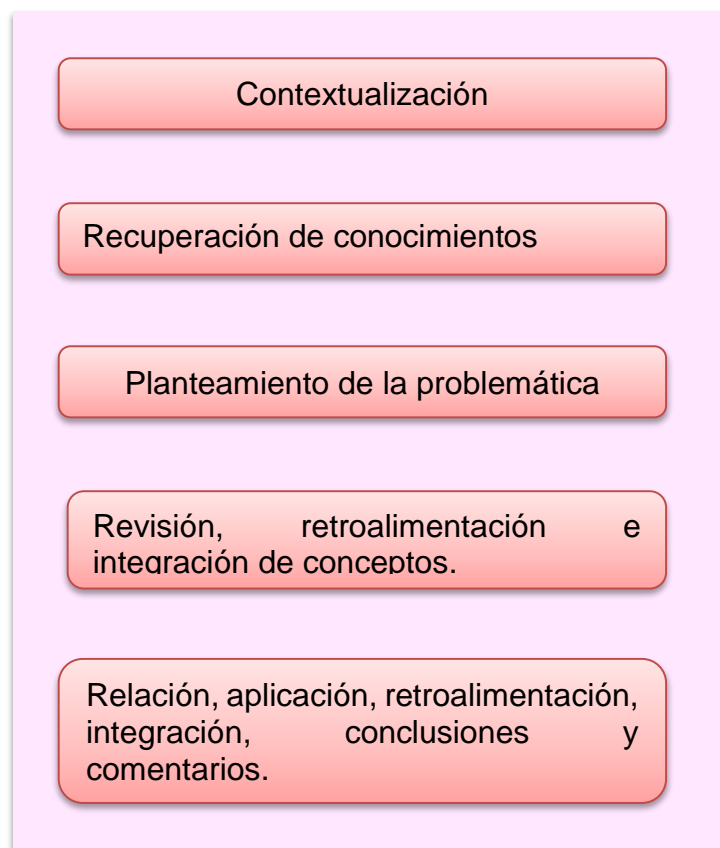 Contextualización
Recuperación de conocimientos
Planteamiento de la problemática
Revisión, retroalimentación e
integración de conceptos.
Relación, aplicación, retroalimentación,
integración, conclusiones y
comentarios.